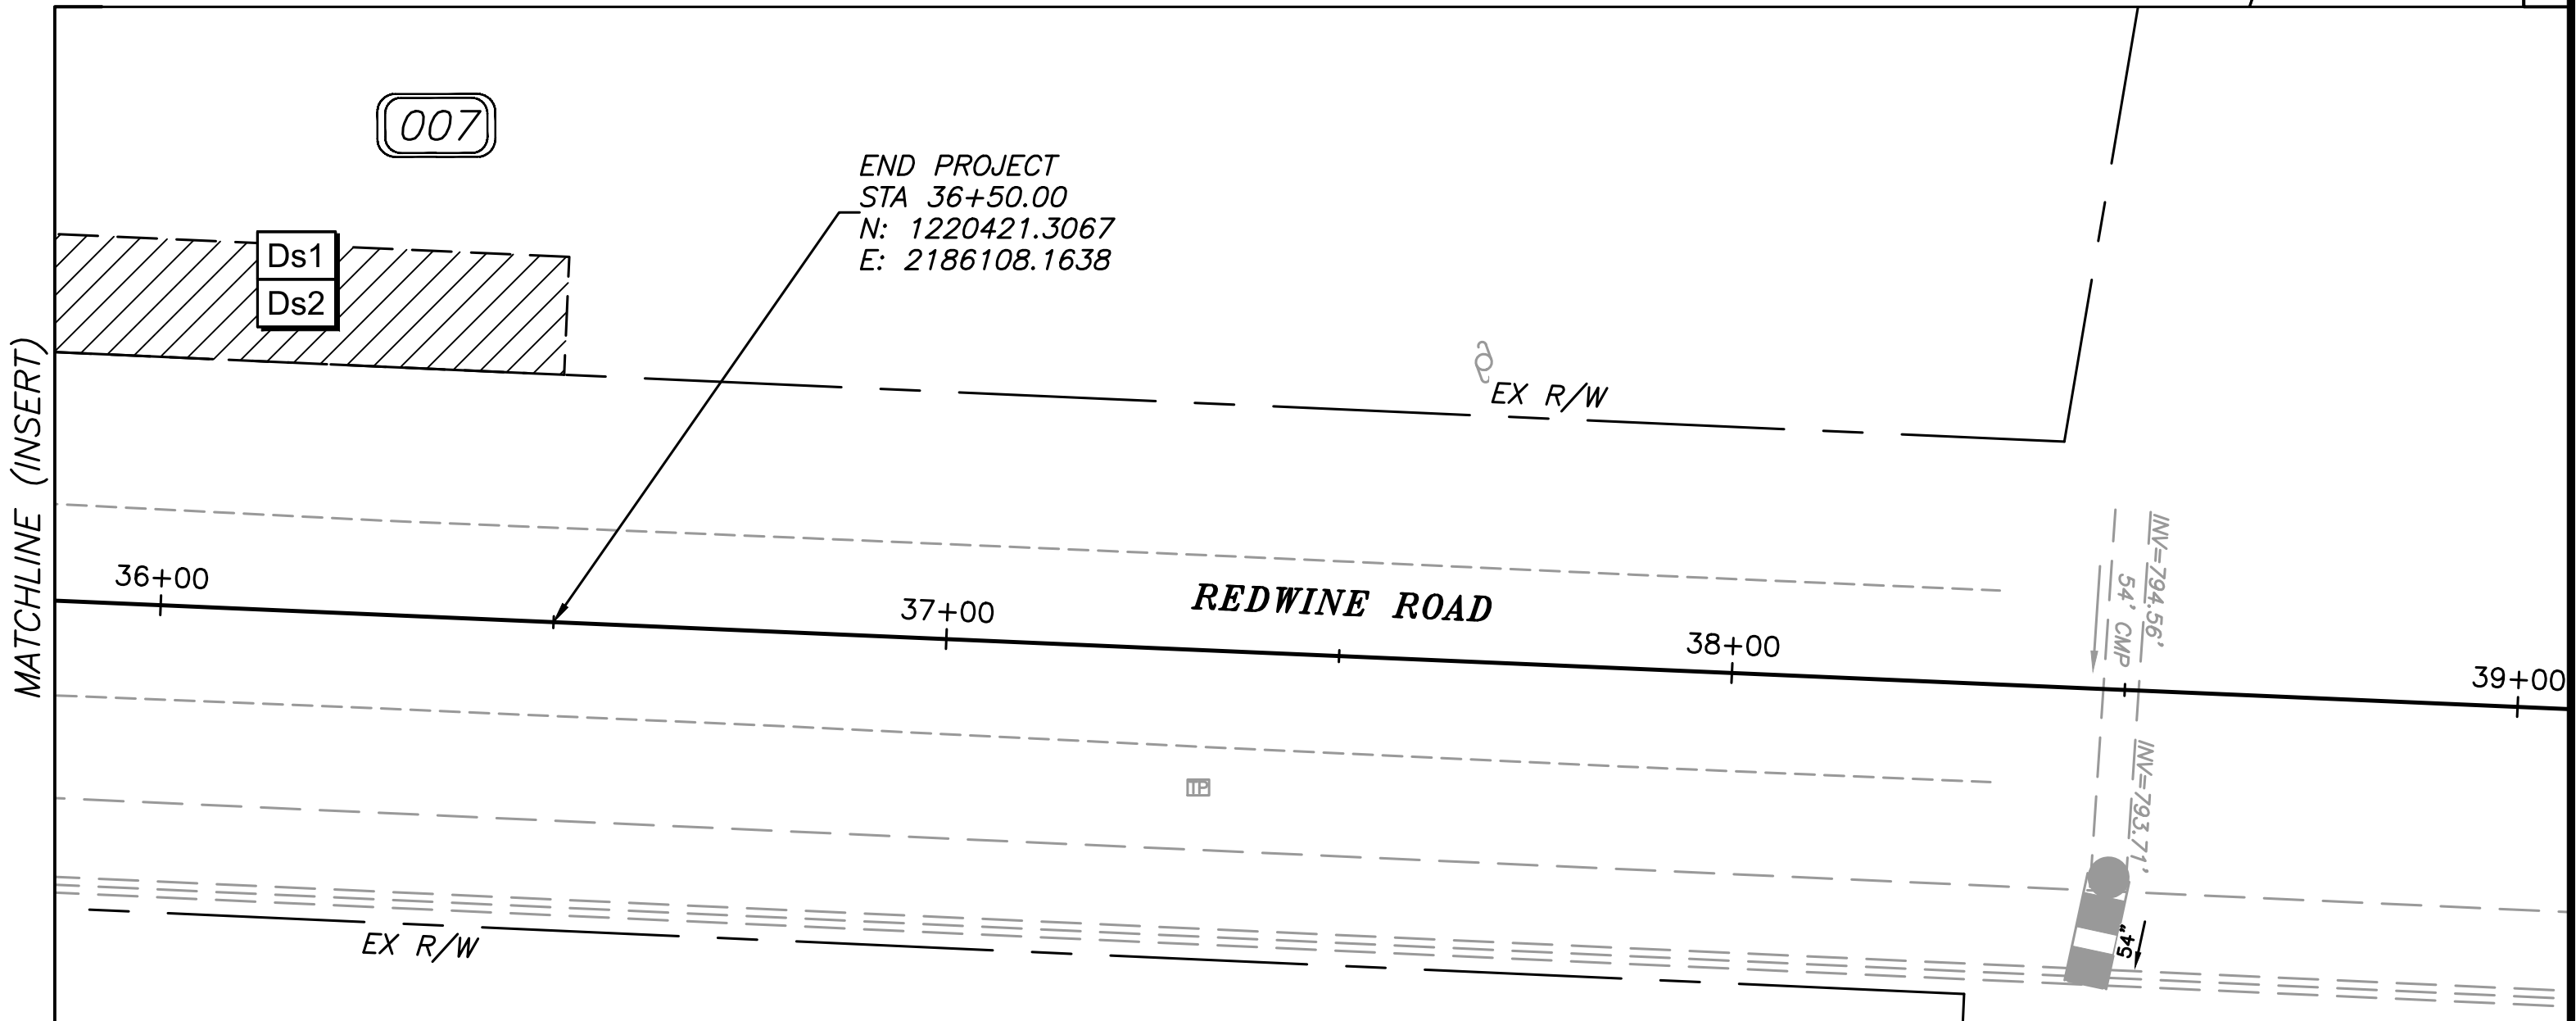 007
END PROJECT
STA 36+50.00
N: 1220421.3067
E: 2186108.1638
Ds1
Ds2
MATCHLINE (INSERT)
EX R/W
36+00
37+00
REDWINE ROAD
38+00
39+00
INV=794.56'
54' CMP
TP
INV=793.71'
54"
EX R/W